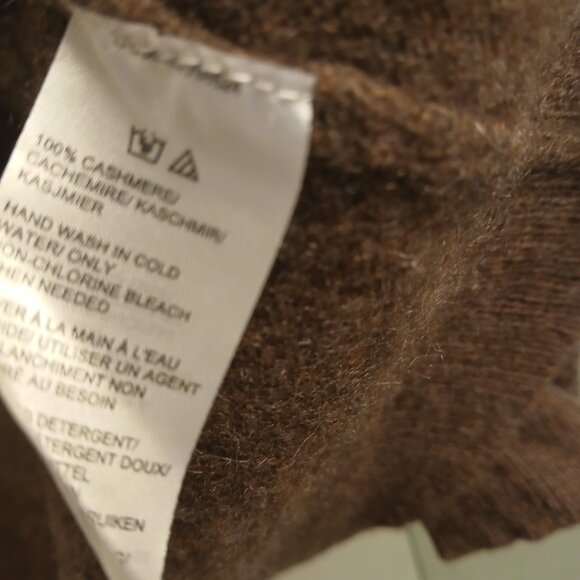 100% CASHMERE/
CACHEMIRE/ KASCHMIR/
KASJMIER
HAND WASH IN COLD
WATER/ ONLY
NON-CHLORINE BLEACH
WHEN NEEDED
À LA MAIN À L'EAU
UTILISER UN AGENT
BLANCHIMENT NON
AU BESOIN
DETERGENT/
DÉTERGENT DOUX/